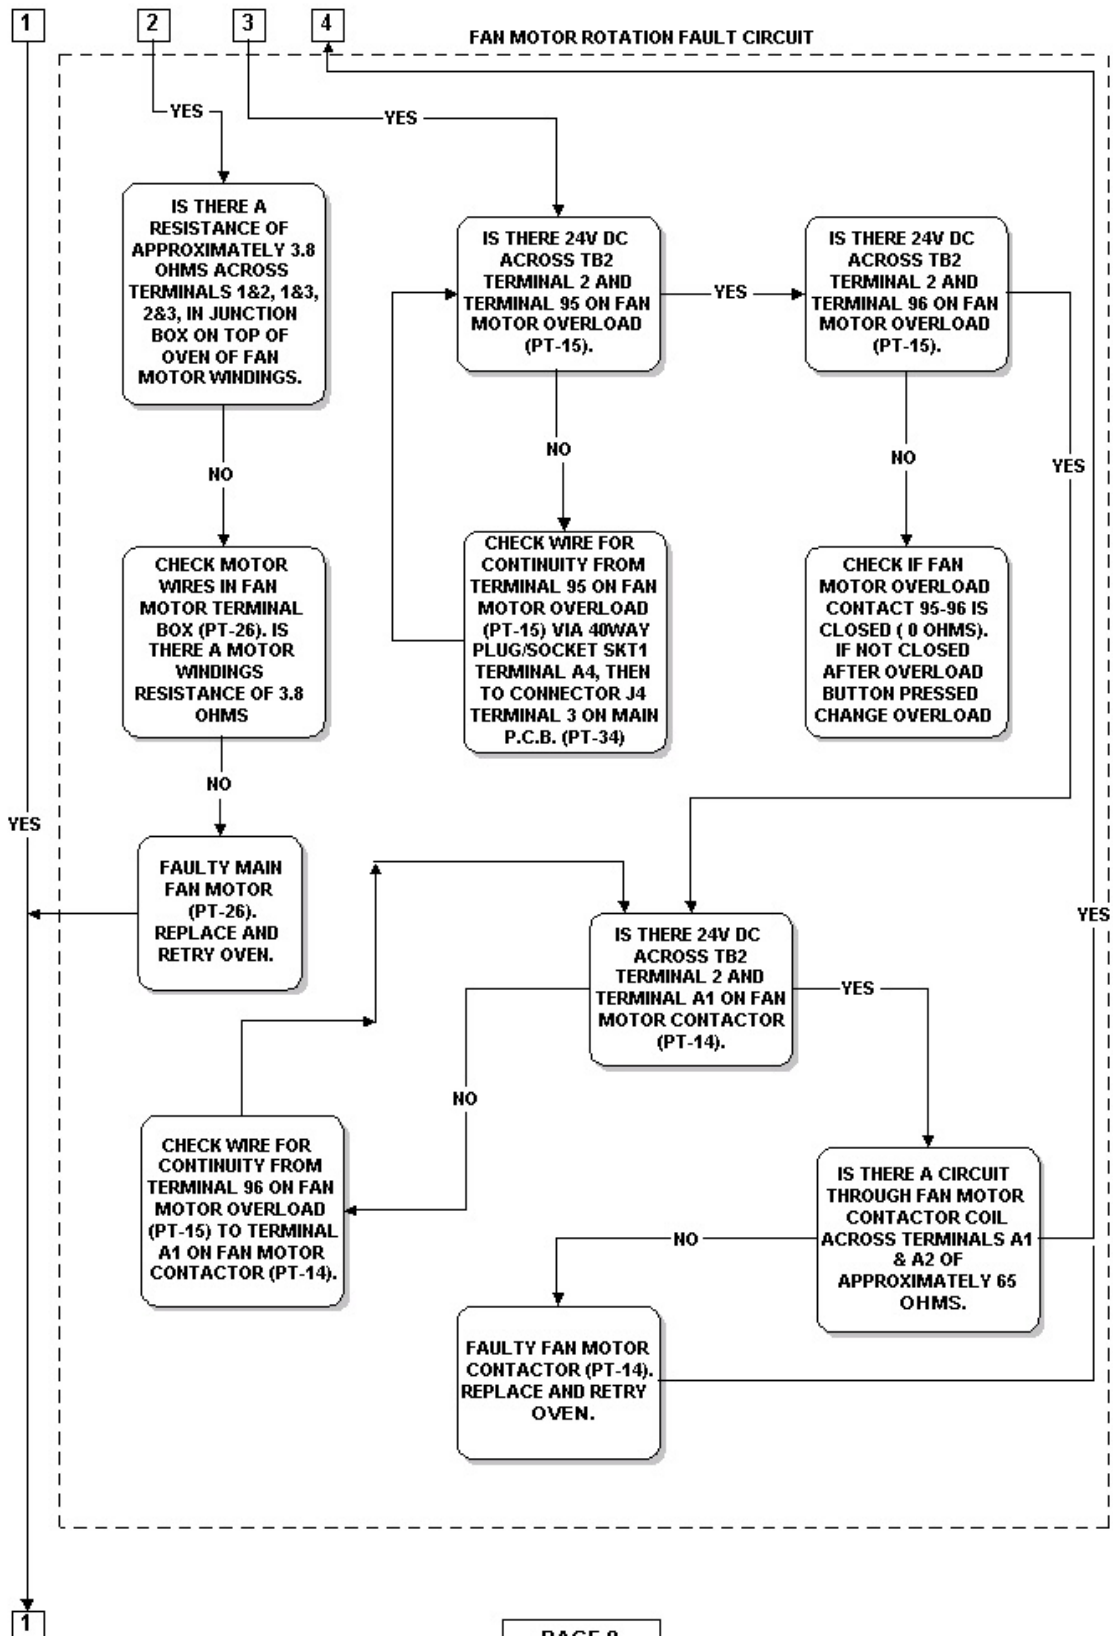 1
2
3
4
FAN MOTOR ROTATION FAULT CIRCUIT
YES
YES
IS THERE A
RESISTANCE OF
APPROXIMATELY 3.8
OHMS ACROSS
TERMINALS 1&2, 1&3,
2&3, IN JUNCTION
BOX ON TOP OF
OVEN OF FAN
MOTOR WINDINGS.
IS THERE 24V DC
ACROSS TB2
TERMINAL 2 AND
TERMINAL 95 ON FAN
MOTOR OVERLOAD
(PT-15).
YES
IS THERE 24V DC
ACROSS TB2
TERMINAL 2 AND
TERMINAL 96 ON FAN
MOTOR OVERLOAD
(PT-15).
NO
NO
NO
YES
CHECK MOTOR
WIRES IN FAN
MOTOR TERMINAL
BOX (PT-26). IS
THERE A MOTOR
WINDINGS
RESISTANCE OF 3.8
OHMS
CHECK WIRE FOR
CONTINUITY FROM
TERMINAL 95 ON FAN
MOTOR OVERLOAD
(PT-15) VIA 40WAY
PLUG/SOCKET SKT1
TERMINAL A4, THEN
TO CONNECTOR J4
TERMINAL 3 ON MAIN
P.C.B. (PT-34)
CHECK IF FAN
MOTOR OVERLOAD
CONTACT 95-96 IS
CLOSED ( 0 OHMS).
IF NOT CLOSED
AFTER OVERLOAD
BUTTON PRESSED
CHANGE OVERLOAD
NO
YES
FAULTY MAIN
FAN MOTOR
(PT-26).
REPLACE AND
RETRY OVEN.
YES
IS THERE 24V DC
ACROSS TB2
TERMINAL 2 AND
TERMINAL A1 ON FAN
MOTOR CONTACTOR
(PT-14).
YES
NO
CHECK WIRE FOR
CONTINUITY FROM
TERMINAL 96 ON FAN
MOTOR OVERLOAD
(PT-15) TO TERMINAL
A1 ON FAN MOTOR
CONTACTOR (PT-14).
IS THERE A CIRCUIT
THROUGH FAN MOTOR
CONTACTOR COIL
ACROSS TERMINALS A1
& A2 OF
APPROXIMATELY 65
OHMS.
NO
FAULTY FAN MOTOR
CONTACTOR (PT-14).
REPLACE AND RETRY
OVEN.
1